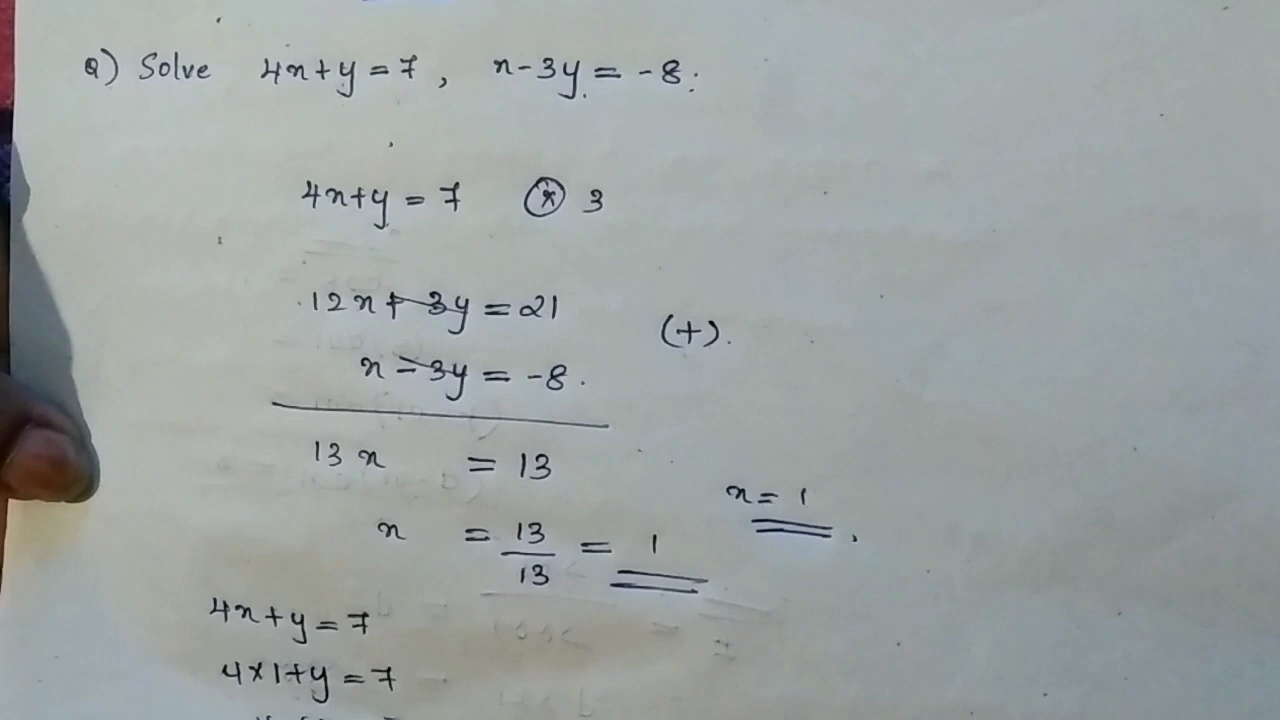 Q) Solve 4x+y=7, x-3y=-8.
4x+y=7 ⊛ 3
12x+3y=21
(+).
x-3y=-8.
13x = 13
x = 1
x = 13/13 = 1
4x+y=7
4×1+y=7